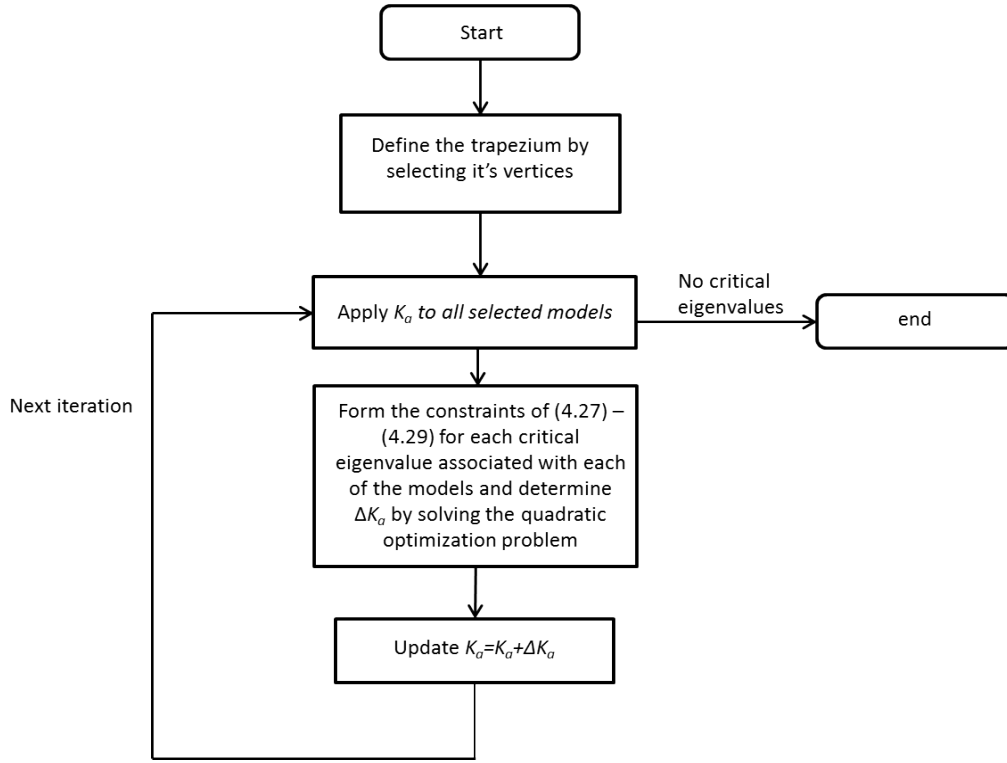 Start
Define the trapezium by
selecting it’s vertices
Apply Kₐ to all selected models
No critical
eigenvalues
end
Form the constraints of (4.27) –
(4.29) for each critical
eigenvalue associated with each
of the models and determine
ΔKₐ by solving the quadratic
optimization problem
Update Kₐ=Kₐ+ΔKₐ
Next iteration